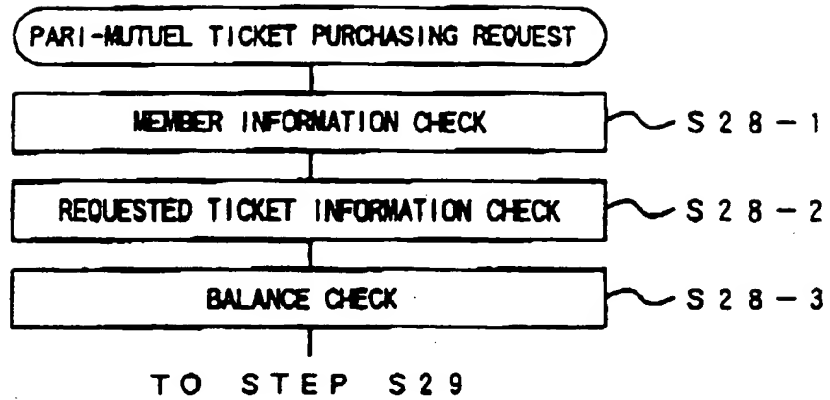 PARI-MUTUEL TICKET PURCHASING REQUEST
MEMBER INFORMATION CHECK S28-1
REQUESTED TICKET INFORMATION CHECK S28-2
BALANCE CHECK S28-3
TO STEP S29